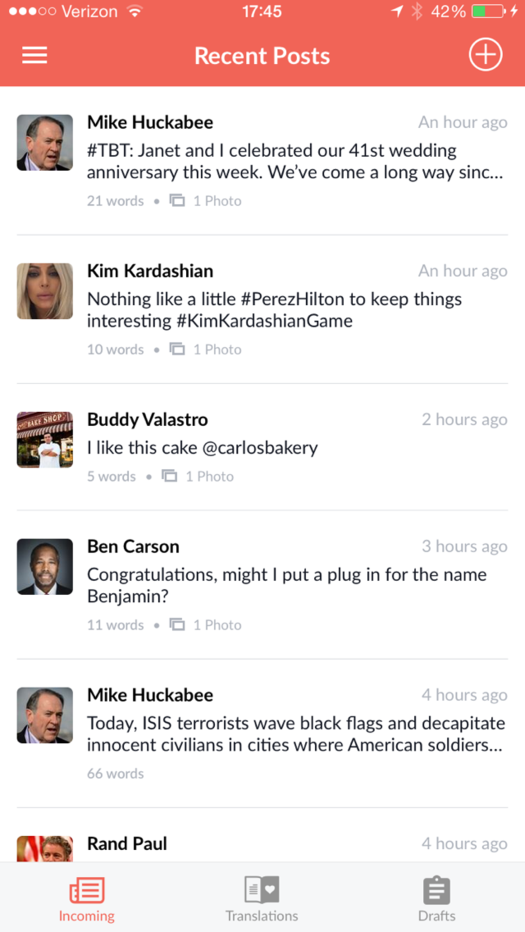 Verizon 17:45 42%
Recent Posts
Mike Huckabee An hour ago
#TBT: Janet and I celebrated our 41st wedding
anniversary this week. We've come a long way sinc...
21 words • 1 Photo
Kim Kardashian An hour ago
Nothing like a little #PerezHilton to keep things
interesting #KimKardashianGame
10 words • 1 Photo
BAKE SHOP
Buddy Valastro 2 hours ago
I like this cake @carlosbakery
5 words • 1 Photo
Ben Carson 3 hours ago
Congratulations, might I put a plug in for the name
Benjamin?
11 words • 1 Photo
Mike Huckabee 4 hours ago
Today, ISIS terrorists wave black flags and decapitate
innocent civilians in cities where American soldiers...
66 words
Rand Paul 4 hours ago
Incoming Translations Drafts